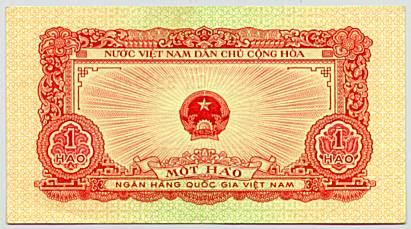 NƯỚC VIỆT NAM DÂN CHỦ CỘNG HÒA
1
HÀO
1
HÀO
MỘT HÀO
NGÂN HÀNG QUỐC GIA VIỆT NAM